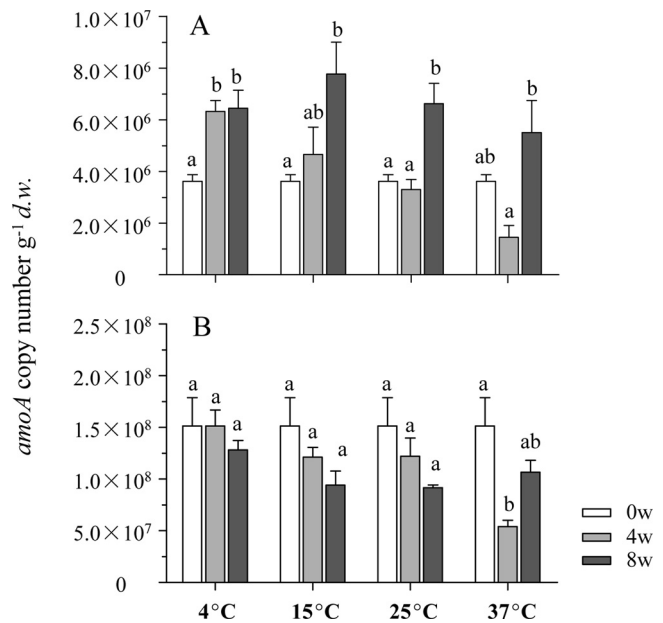 A
amoA copy number g⁻¹ d.w.
1.0×10⁷
8.0×10⁶
6.0×10⁶
4.0×10⁶
2.0×10⁶
0
a b b
a ab b
a a b
ab a b
B
2.5×10⁸
2.0×10⁸
1.5×10⁸
1.0×10⁸
5.0×10⁷
0
a a a
a a a
a a a
a b ab
4°C 15°C 25°C 37°C
0w
4w
8w